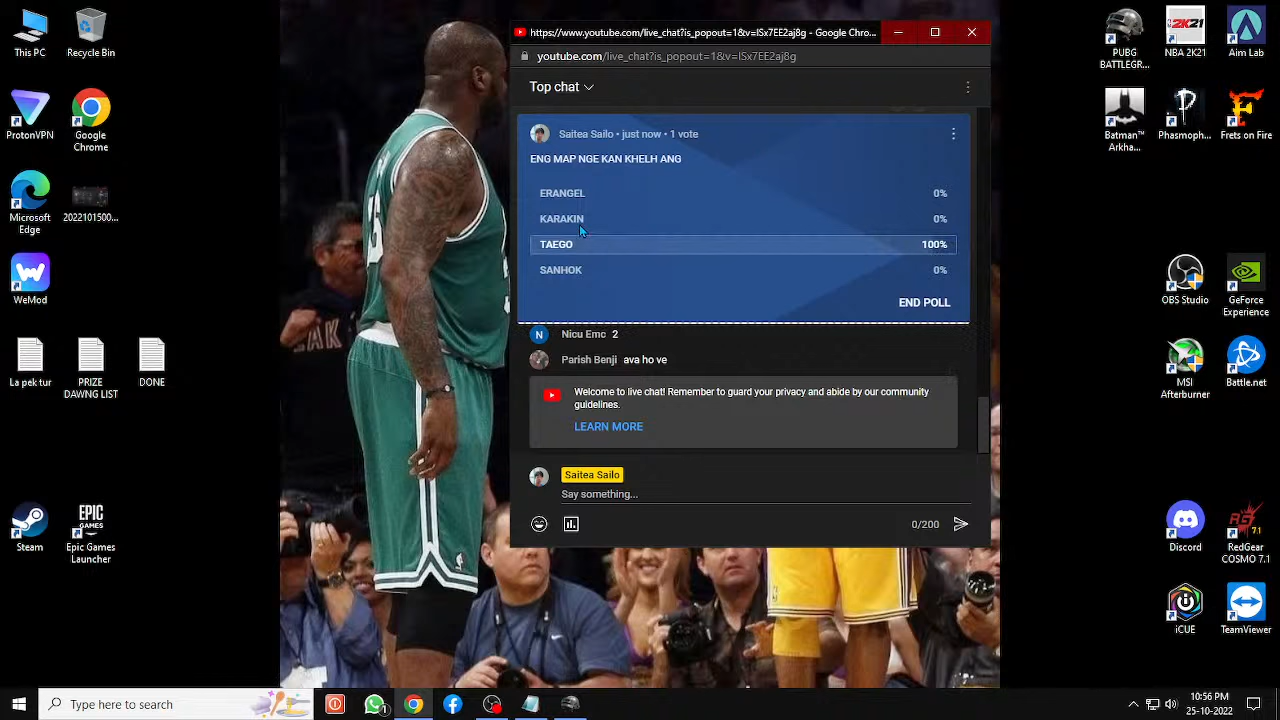 This PC
Recycle Bin
ProtonVPN
Google
Chrome
Microsoft
Edge
2022101500...
WeMod
La pek tur
PRIZE
DAWNG LIST
DONE
Steam
Epic Games
Launcher
EPIC
GAMES
youtube.com/live_chat?is_popout=1&v=lSx7EE2aj8g - Google Chro...
youtube.com/live_chat?is_popout=1&v=lSx7EE2aj8g
Top chat
Saitea Sailo • just now • 1 vote
ENG MAP NGE KAN KHELH ANG
ERANGEL 0%
KARAKIN 0%
TAEGO 100%
SANHOK 0%
END POLL
N Nicu Emc 2
Parish Benji ava ho ve
Welcome to live chat! Remember to guard your privacy and abide by our community
guidelines.
LEARN MORE
Saitea Sailo
Say something...
0/200
PUBG
BATTLEGR...
NBA 2K21
Aim Lab
Batman™
Arkha...
Phasmoph...
Frets on Fire
OBS Studio
GeForce
Experience
MSI
Afterburner
Battle.net
Discord
RedGear
COSMO 7.1
iCUE
TeamViewer
Type here to search
10:56 PM
25-10-2022